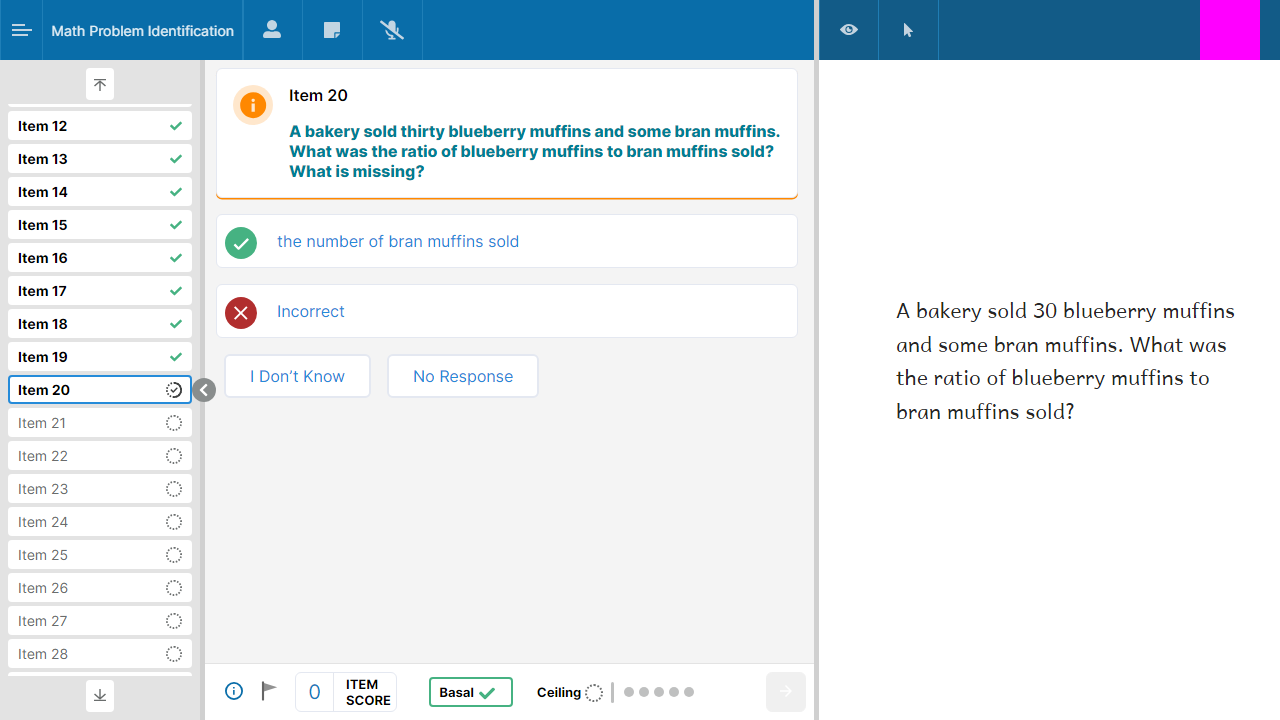 Math Problem Identification
Item 12
Item 13
Item 14
Item 15
Item 16
Item 17
Item 18
Item 19
Item 20
Item 21
Item 22
Item 23
Item 24
Item 25
Item 26
Item 27
Item 28
Item 20
A bakery sold thirty blueberry muffins and some bran muffins.
What was the ratio of blueberry muffins to bran muffins sold?
What is missing?
the number of bran muffins sold
Incorrect
I Don’t Know
No Response
0
ITEM
SCORE
Basal
Ceiling
A bakery sold 30 blueberry muffins
and some bran muffins. What was
the ratio of blueberry muffins to
bran muffins sold?